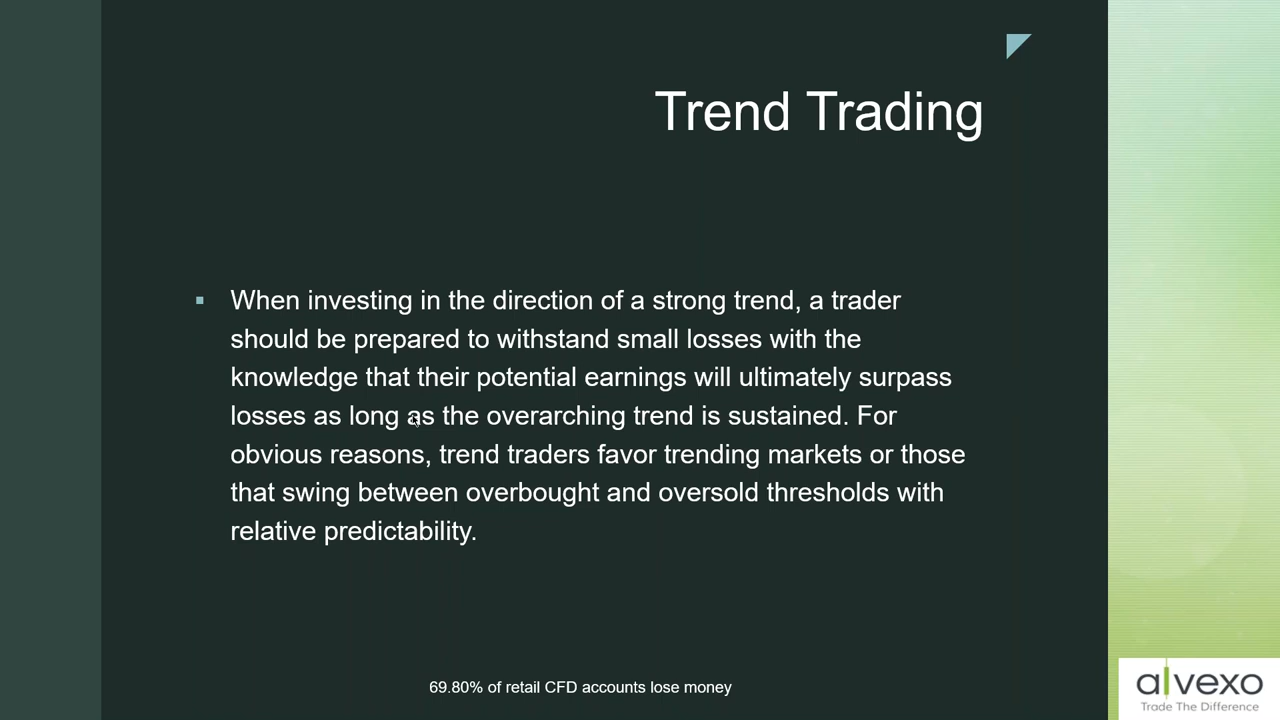 Trend Trading
▪ When investing in the direction of a strong trend, a trader
should be prepared to withstand small losses with the
knowledge that their potential earnings will ultimately surpass
losses as long as the overarching trend is sustained. For
obvious reasons, trend traders favor trending markets or those
that swing between overbought and oversold thresholds with
relative predictability.
69.80% of retail CFD accounts lose money
alvexo
Trade The Difference